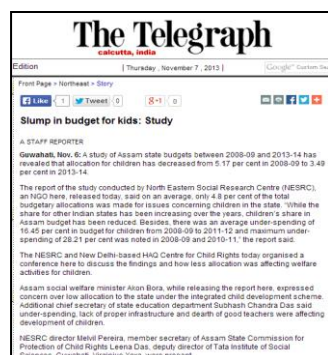 The Telegraph
calcutta, india
Edition | Thursday , November 7 , 2013 | Google™ Custom Sea
Front Page > Northeast > Story
Like 1 Tweet 0 g+1 0
Slump in budget for kids: Study
A STAFF REPORTER
Guwahati, Nov. 6: A study of Assam state budgets between 2008-09 and 2013-14 has
revealed that allocation for children has decreased from 5.17 per cent in 2008-09 to 3.49
per cent in 2013-14.
The report of the study conducted by North Eastern Social Research Centre (NESRC),
an NGO here, released today, said on an average, only 4.8 per cent of the total
budgetary allocations was made for issues concerning children in the state. "While the
share for other Indian states has been increasing over the years, children's share in
Assam budget has been reduced. Besides, there was an average under-spending of
16.45 per cent in budget for children from 2008-09 to 2011-12 and maximum under-
spending of 28.21 per cent was noted in 2008-09 and 2010-11," the report said.
The NESRC and New Delhi-based HAQ Centre for Child Rights today organised a
conference here to discuss the findings and how less allocation was affecting welfare
activities for children.
Assam social welfare minister Akon Bora, while releasing the report here, expressed
concern over low allocation to the state under the integrated child development scheme.
Additional chief secretary of state education department Subhash Chandra Das said
under-spending, lack of proper infrastructure and dearth of good teachers were affecting
development of children.
NESRC director Melvil Pereira, member secretary of Assam State Commission for
Protection of Child Rights Leena Das, deputy director of Tata Institute of Social